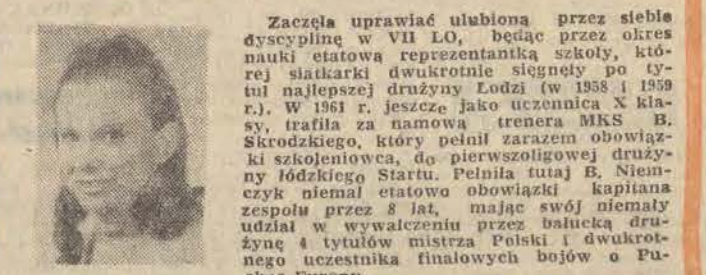 Zaczęła uprawiać ulubioną przez siebie
dyscyplinę w VII LO, będąc przez okres
nauki etatową reprezentantką szkoły, któ-
rej siatkarki dwukrotnie sięgnęły po ty-
tuł najlepszej drużyny Łodzi (w 1958 i 1959
r.). W 1961 r. jeszcze jako uczennica X kla-
sy, trafiła za namową trenera MKS B.
Skrodzkiego, który pełnił zarazem obowiąz-
ki szkoleniowca, do pierwszoligowej druży-
ny łódzkiego Startu. Pełniła tutaj B. Niem-
czyk niemal etatowo obowiązki kapitana
zespołu przez 8 lat, mając swój niemały
udział w wywalczeniu przez bałucką dru-
żynę 4 tytułów mistrza Polski i dwukrot-
nego uczestnika finałowych bojów o Pu-